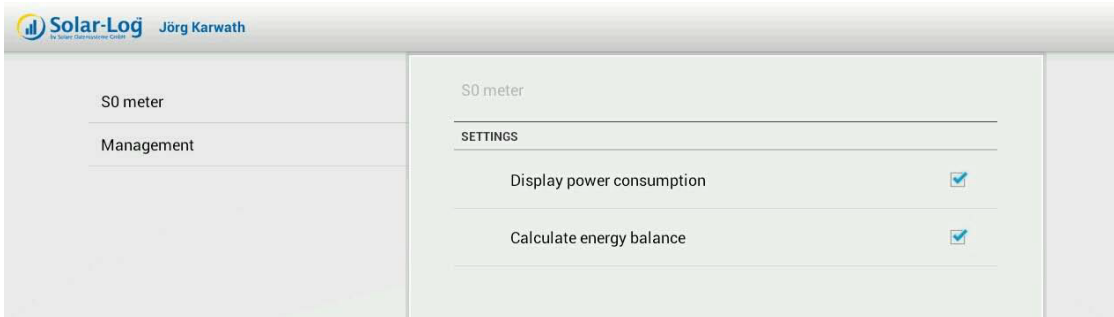 Solar-Log
by Solare Datensysteme GmbH
Jörg Karwath
S0 meter
Management
S0 meter
SETTINGS
Display power consumption
Calculate energy balance